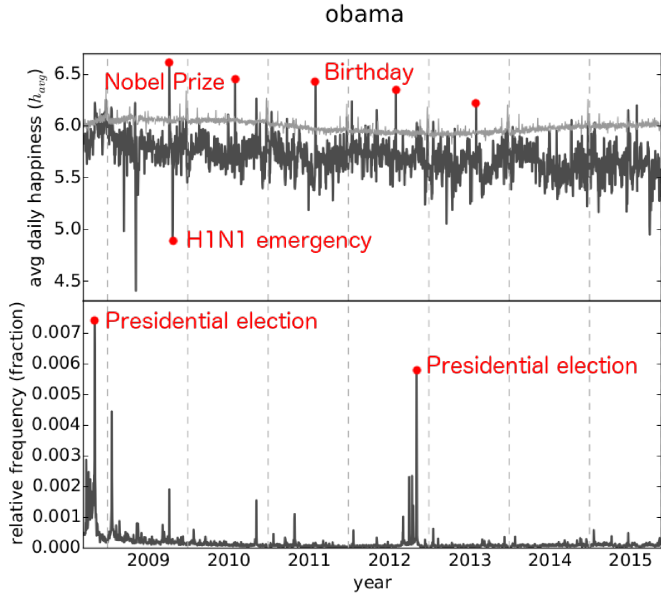 obama
avg daily happiness (h_avg)
6.5
6.0
5.5
5.0
4.5
Nobel Prize
Birthday
H1N1 emergency
relative frequency (fraction)
0.007
0.006
0.005
0.004
0.003
0.002
0.001
0.000
Presidential election
Presidential election
2009 2010 2011 2012 2013 2014 2015
year